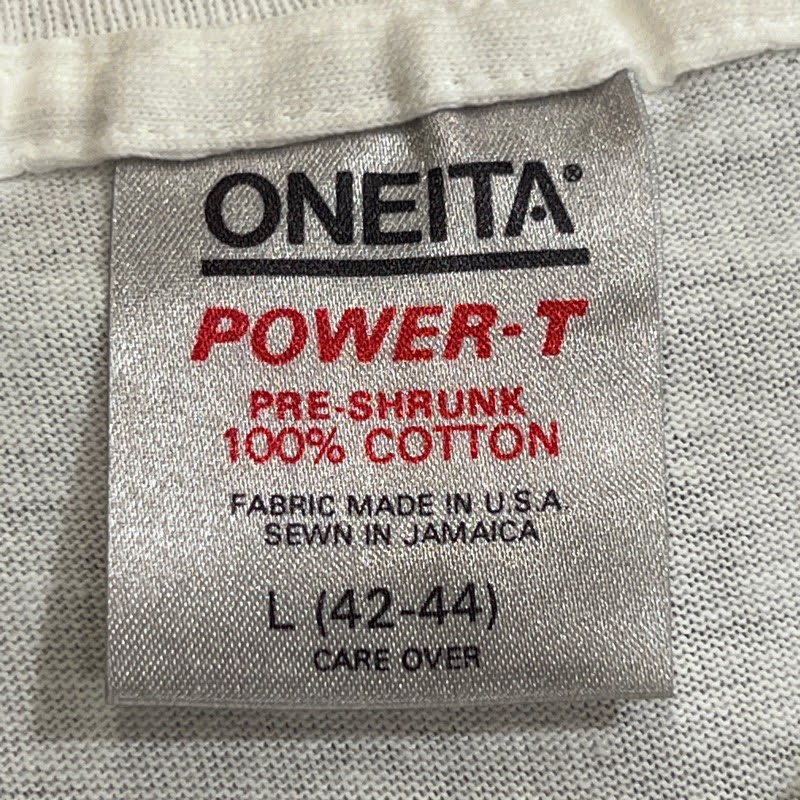 ONEITA®
POWER-T
PRE-SHRUNK
100% COTTON
FABRIC MADE IN U.S.A.
SEWN IN JAMAICA
L (42-44)
CARE OVER